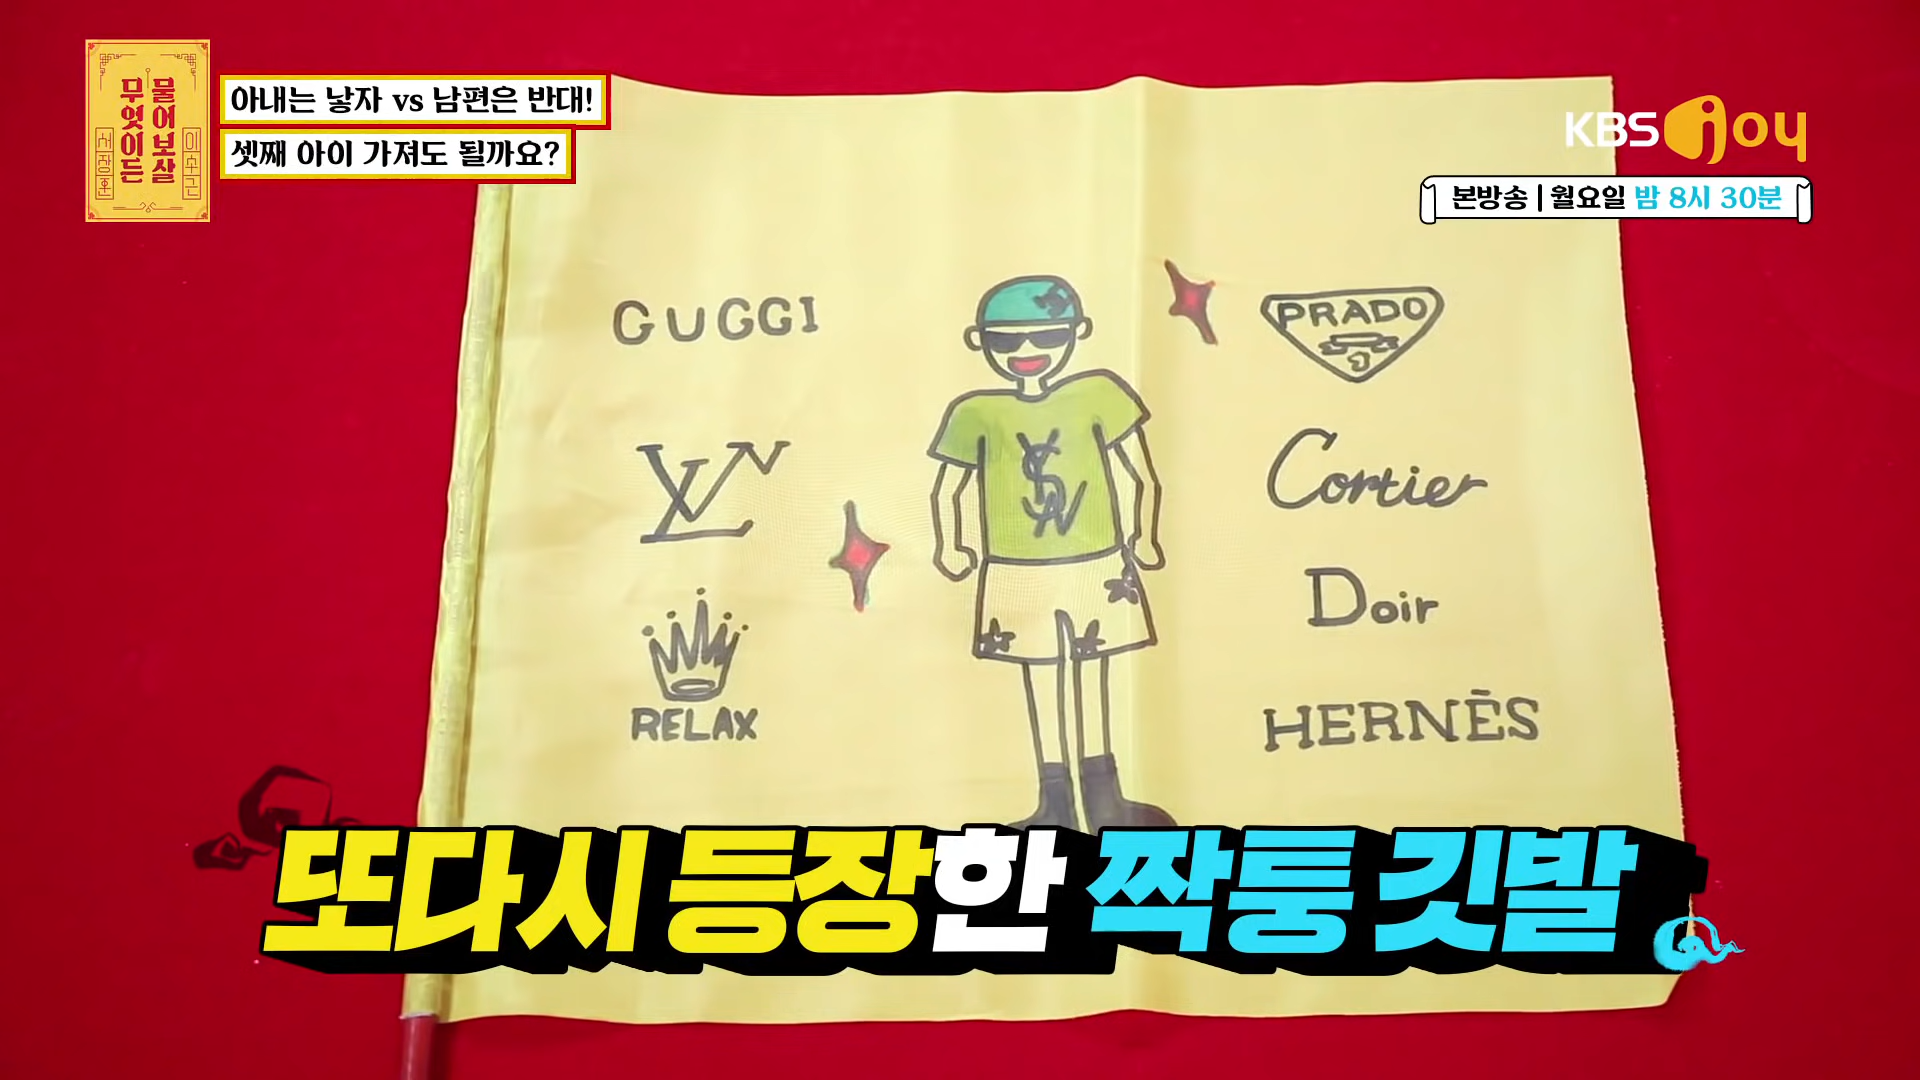 무엇이든
물어보살
서장훈
이수근
아내는 낳자 vs 남편은 반대!
셋째 아이 가져도 될까요?
KBS joy
본방송 | 월요일 밤 8시 30분
GUGGI
PRADO
LV
YSW
Cortier
Doir
RELAX
HERNĒS
또다시 등장한 짝퉁 깃발